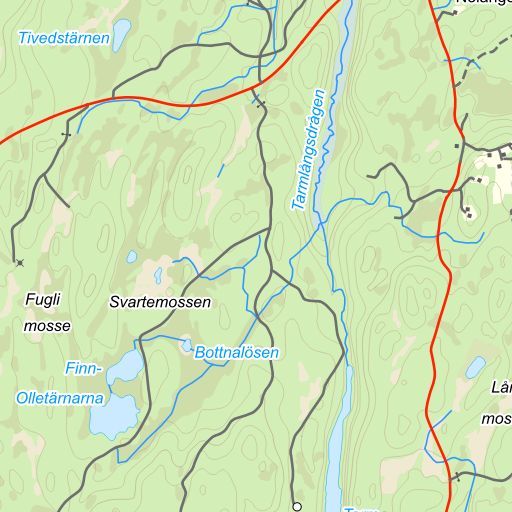 Tivedstärnen
Tarmlångsdrågen
Fugli
mosse
Svartemossen
Bottnalösen
Finn-
Olletärnarna